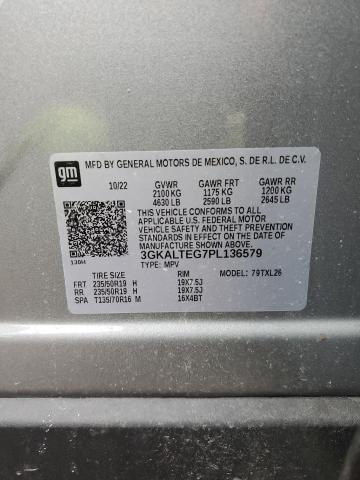 gm
MFD BY GENERAL MOTORS DE MEXICO, S. DE R.L. DE C.V.
10/22 GVWR GAWR FRT GAWR RR
2100 KG 1175 KG 1200 KG
4630 LB 2590 LB 2645 LB
THIS VEHICLE CONFORMS TO ALL
APPLICABLE U.S. FEDERAL MOTOR
VEHICLE SAFETY AND THEFT
PREVENTION STANDARDS IN EFFECT
ON THE DATE OF MANUFACTURE
SHOWN ABOVE.
3GKALTEG7PL136579
TYPE: MPV
TIRE SIZE RIM MODEL: 79TXL26
FRT 235/50R19 H 19X7.5J
RR 235/50R19 H 19X7.5J
SPA T135/70R16 M 16X4BT